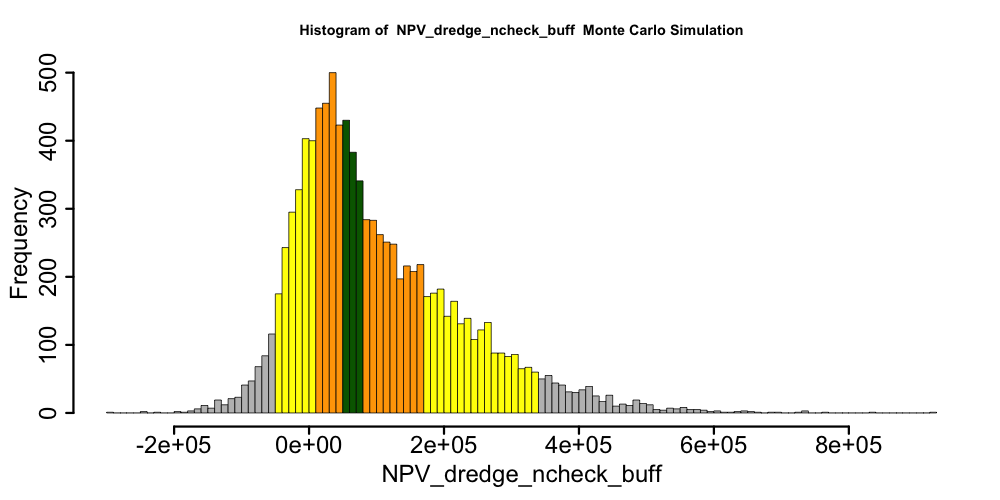 Histogram of  NPV_dredge_ncheck_buff  Monte Carlo Simulation
Frequency
500
400
300
200
100
0
-2e+05 0e+00 2e+05 4e+05 6e+05 8e+05
NPV_dredge_ncheck_buff